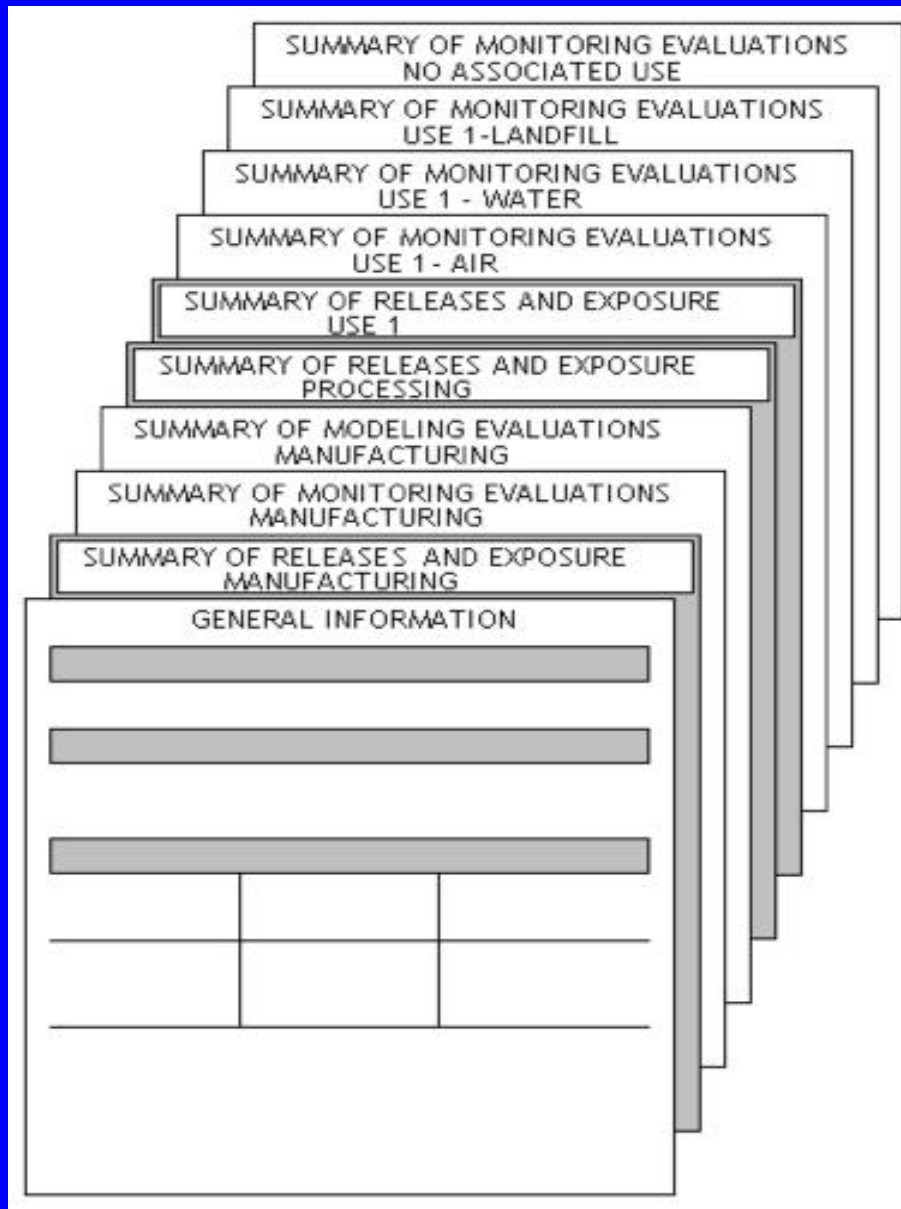 SUMMARY OF MONITORING EVALUATIONS
NO ASSOCIATED USE
SUMMARY OF MONITORING EVALUATIONS
USE 1-LANDFILL
SUMMARY OF MONITORING EVALUATIONS
USE 1 - WATER
SUMMARY OF MONITORING EVALUATIONS
USE 1- AIR
SUMMARY OF RELEASES AND EXPOSURE
USE 1
SUMMARY OF RELEASES AND EXPOSURE
PROCESSING
SUMMARY OF MODELING EVALUATIONS
MANUFACTURING
SUMMARY OF MONITORING EVALUATIONS
MANUFACTURING
SUMMARY OF RELEASES AND EXPOSURE
MANUFACTURING
GENERAL INFORMATION